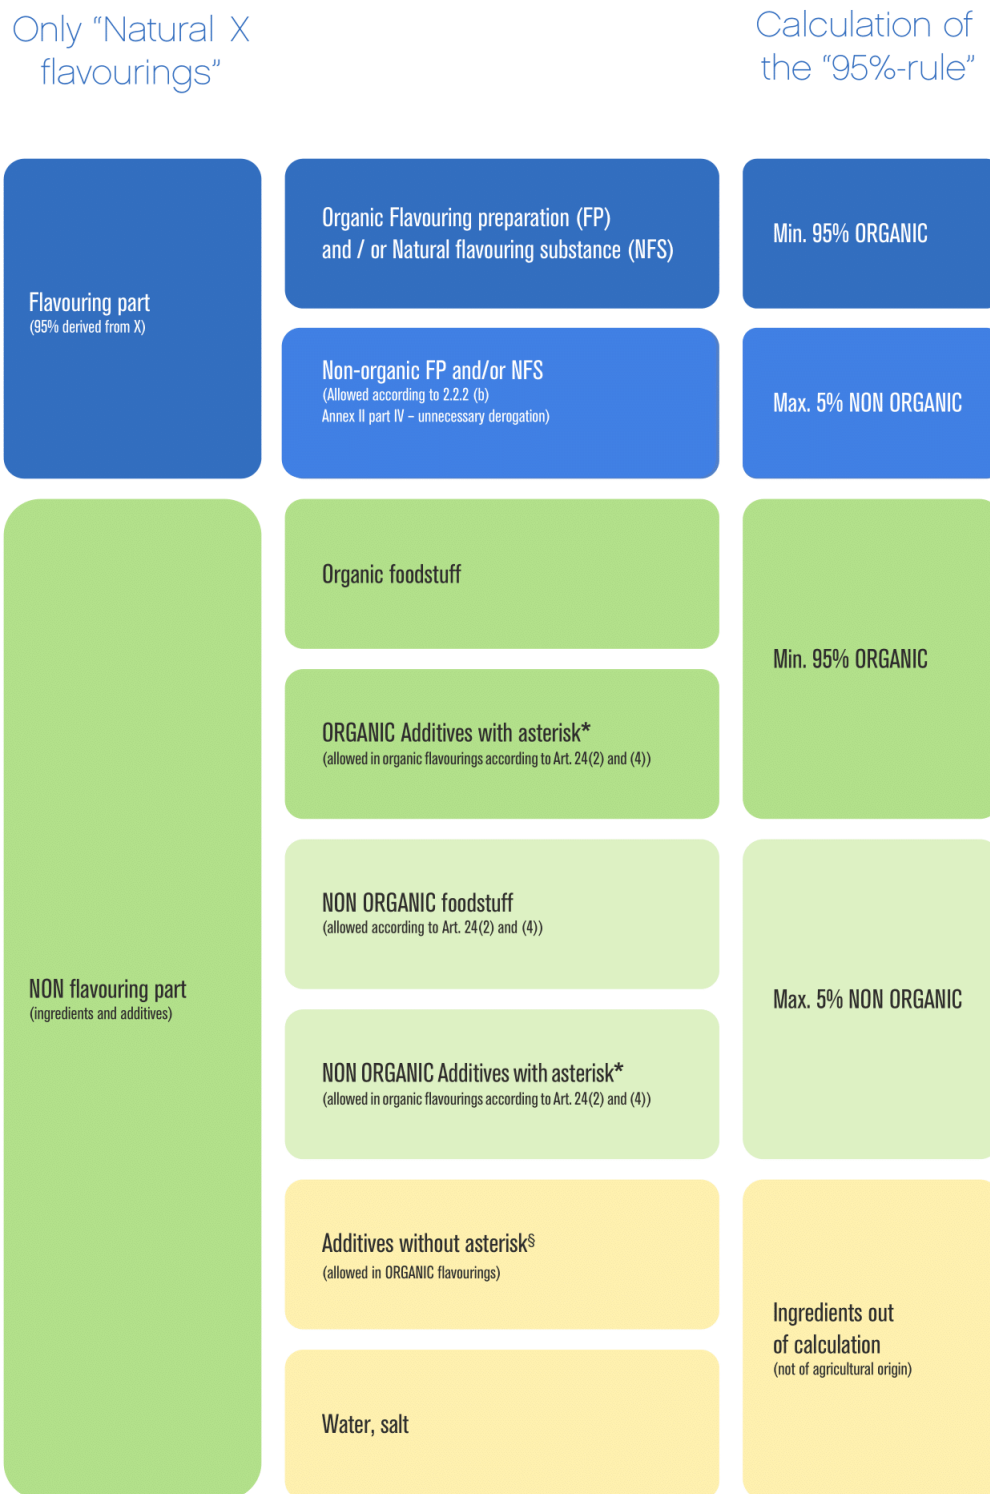 Only “Natural X
flavourings”
Calculation of
the “95%-rule”
Flavouring part
(95% derived from X)
Organic Flavouring preparation (FP)
and / or Natural flavouring substance (NFS)
Min. 95% ORGANIC
Non-organic FP and/or NFS
(Allowed according to 2.2.2 (b)
Annex II part IV – unnecessary derogation)
Max. 5% NON ORGANIC
NON flavouring part
(ingredients and additives)
Organic foodstuff
ORGANIC Additives with asterisk*
(allowed in organic flavourings according to Art. 24(2) and (4))
Min. 95% ORGANIC
NON ORGANIC foodstuff
(allowed according to Art. 24(2) and (4))
NON ORGANIC Additives with asterisk*
(allowed in organic flavourings according to Art. 24(2) and (4))
Max. 5% NON ORGANIC
Additives without asterisk§
(allowed in ORGANIC flavourings)
Water, salt
Ingredients out
of calculation
(not of agricultural origin)